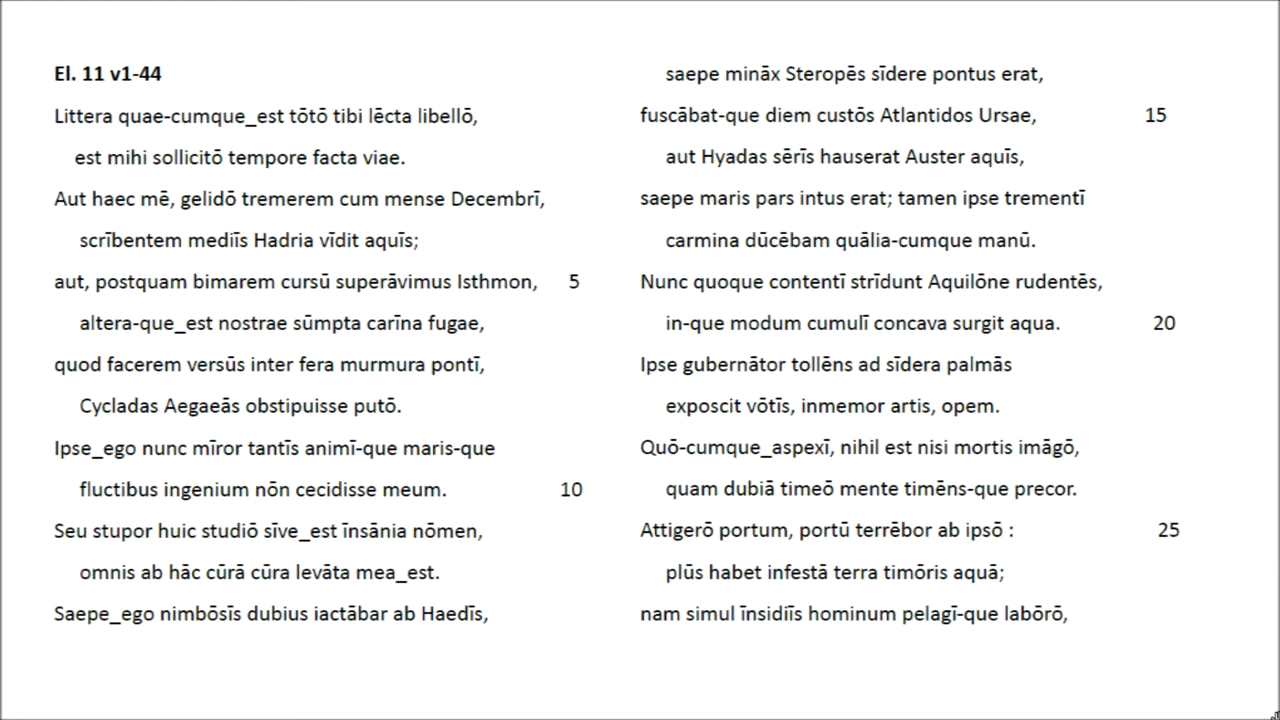 El. 11 v1-44
Littera quae-cumque_est tōtō tibi lēcta libellō,
est mihi sollicitō tempore facta viae.
Aut haec mē, gelidō tremerem cum mense Decembrī,
scrībentem mediīs Hadria vīdit aquīs;
aut, postquam bimarem cursū superāvimus Isthmon, 5
altera-que_est nostrae sūmpta carīna fugae,
quod facerem versūs inter fera murmura pontī,
Cycladas Aegaeās obstipuisse putō.
Ipse_ego nunc mīror tantīs animī-que maris-que
fluctibus ingenium nōn cecidisse meum. 10
Seu stupor huic studiō sīve_est īnsānia nōmen,
omnis ab hāc cūrā cūra levāta mea_est.
Saepe_ego nimbōsīs dubius iactābar ab Haedīs,
saepe mināx Steropēs sīdere pontus erat,
fuscābat-que diem custōs Atlantidos Ursae, 15
aut Hyadas sērīs hauserat Auster aquīs,
saepe maris pars intus erat; tamen ipse trementī
carmina dūcēbam quālia-cumque manū.
Nunc quoque contentī strīdunt Aquilōne rudentēs,
in-que modum cumulī concava surgit aqua. 20
Ipse gubernātor tollēns ad sīdera palmās
exposcit vōtīs, inmemor artis, opem.
Quō-cumque_aspexī, nihil est nisi mortis imāgō,
quam dubiā timeō mente timēns-que precor.
Attigerō portum, portū terrēbor ab ipsō : 25
plūs habet infestā terra timōris aquā;
nam simul īnsidiīs hominum pelagī-que labōrō,